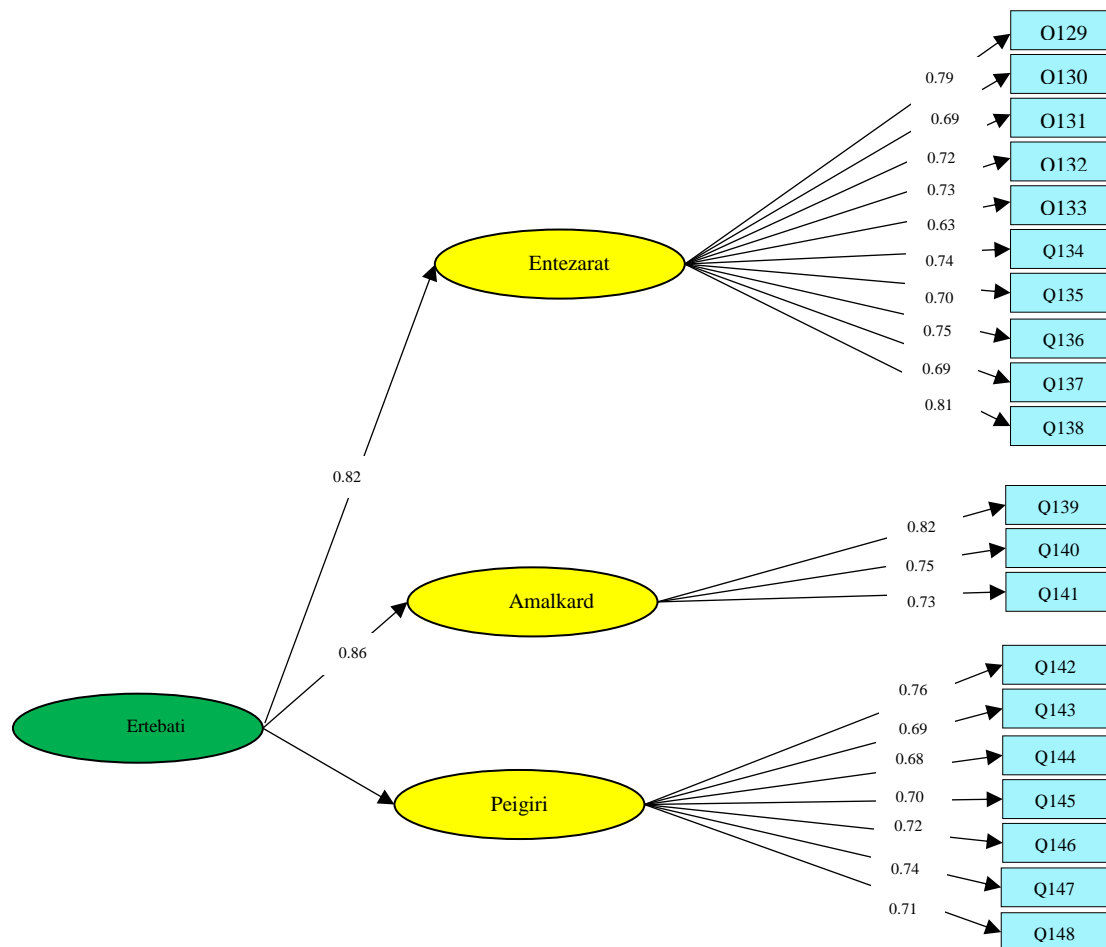 O129
0.79
O130
0.69
O131
0.72
O132
0.73
O133
0.63
Entezarat
Q134
0.74
Q135
0.70
Q136
0.75
Q137
0.69
Q138
0.81
0.82
Q139
0.82
Q140
0.75
Q141
0.73
Amalkard
0.86
Q142
0.76
Q143
0.69
Q144
0.68
Ertebati
Q145
0.70
Peigiri
Q146
0.72
Q147
0.74
Q148
0.71